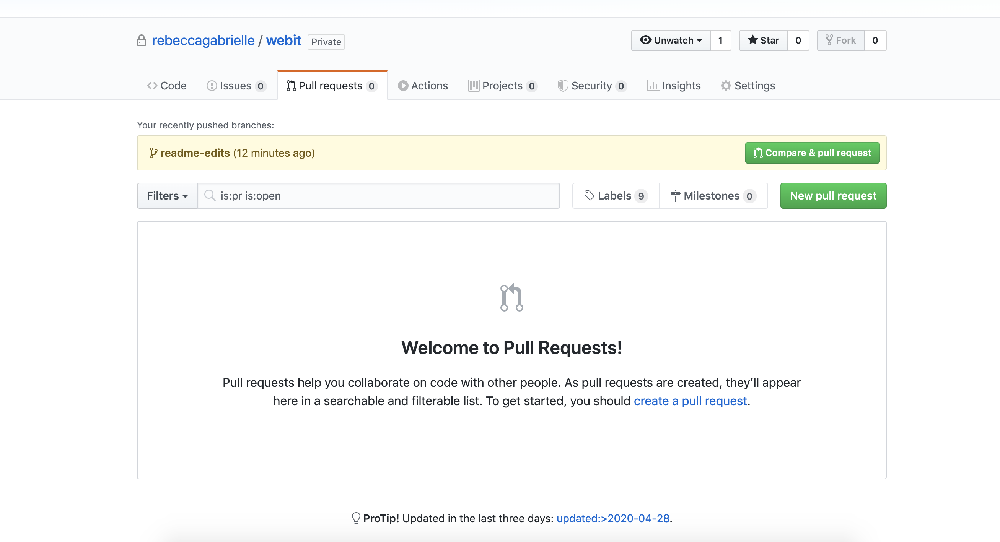 rebeccagabrielle / webit Private
Unwatch 1 Star 0 Fork 0
Code Issues 0 Pull requests 0 Actions Projects 0 Security 0 Insights Settings
Your recently pushed branches:
readme-edits (12 minutes ago) Compare & pull request
Filters is:pr is:open Labels 9 Milestones 0 New pull request
Welcome to Pull Requests!
Pull requests help you collaborate on code with other people. As pull requests are created, they’ll appear
here in a searchable and filterable list. To get started, you should create a pull request.
ProTip! Updated in the last three days: updated:>2020-04-28.